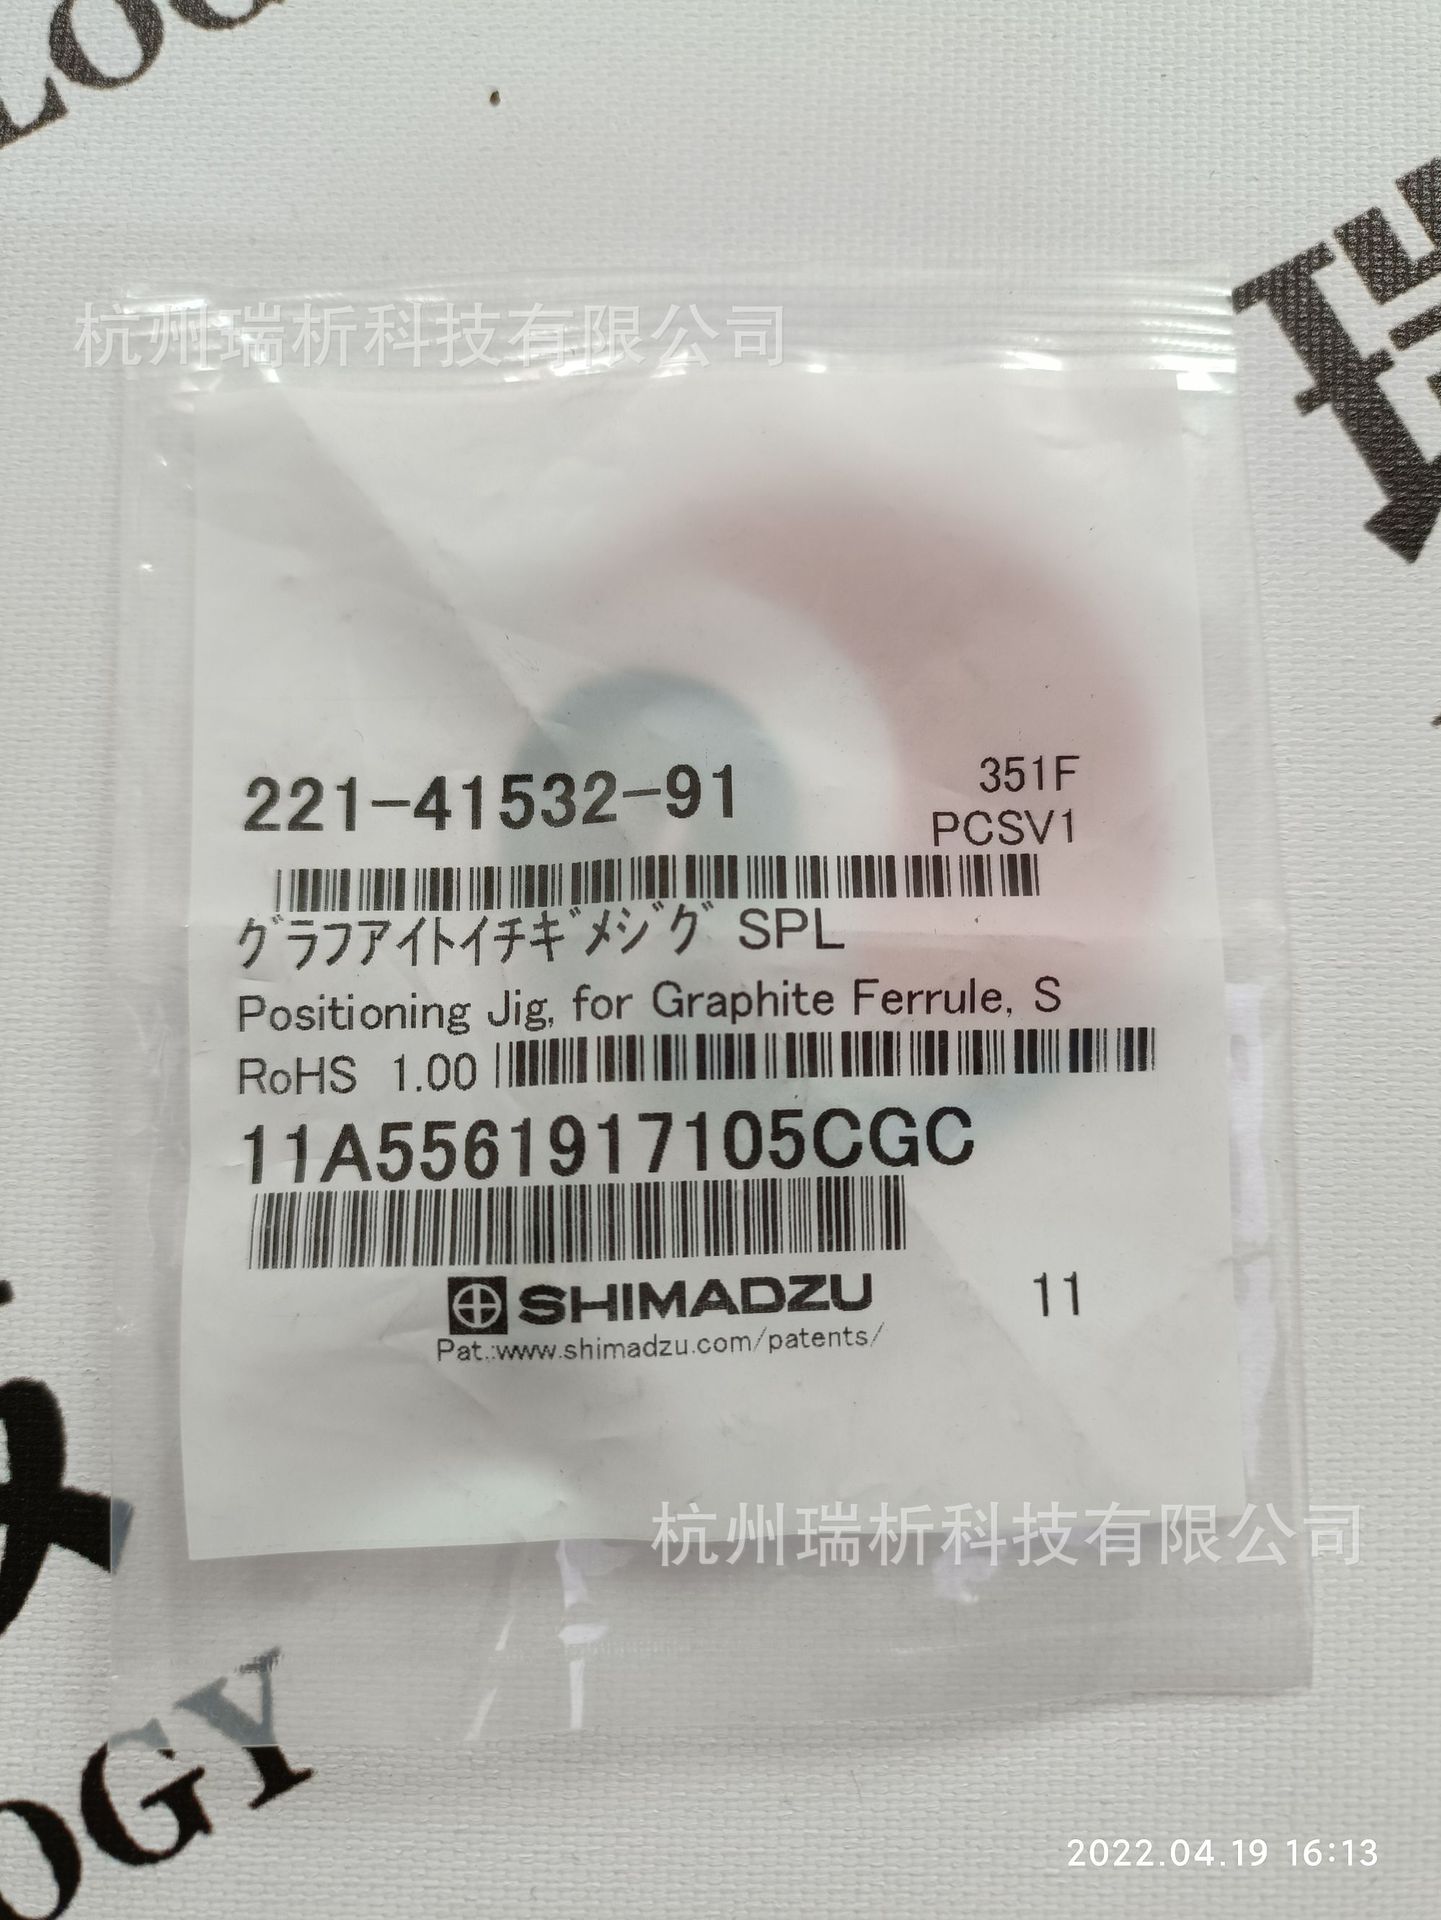 LOG
杭州瑞析科技有限公司
221-41532-91
351F
PCSV1
グラフアイトイチギメジグ SPL
Positioning Jig, for Graphite Ferrule, S
RoHS 1.00
11A5561917105CGC
SHIMADZU
11
Pat.:www.shimadzu.com/patents/
杭州瑞析科技有限公司
OGY
2022.04.19 16:13